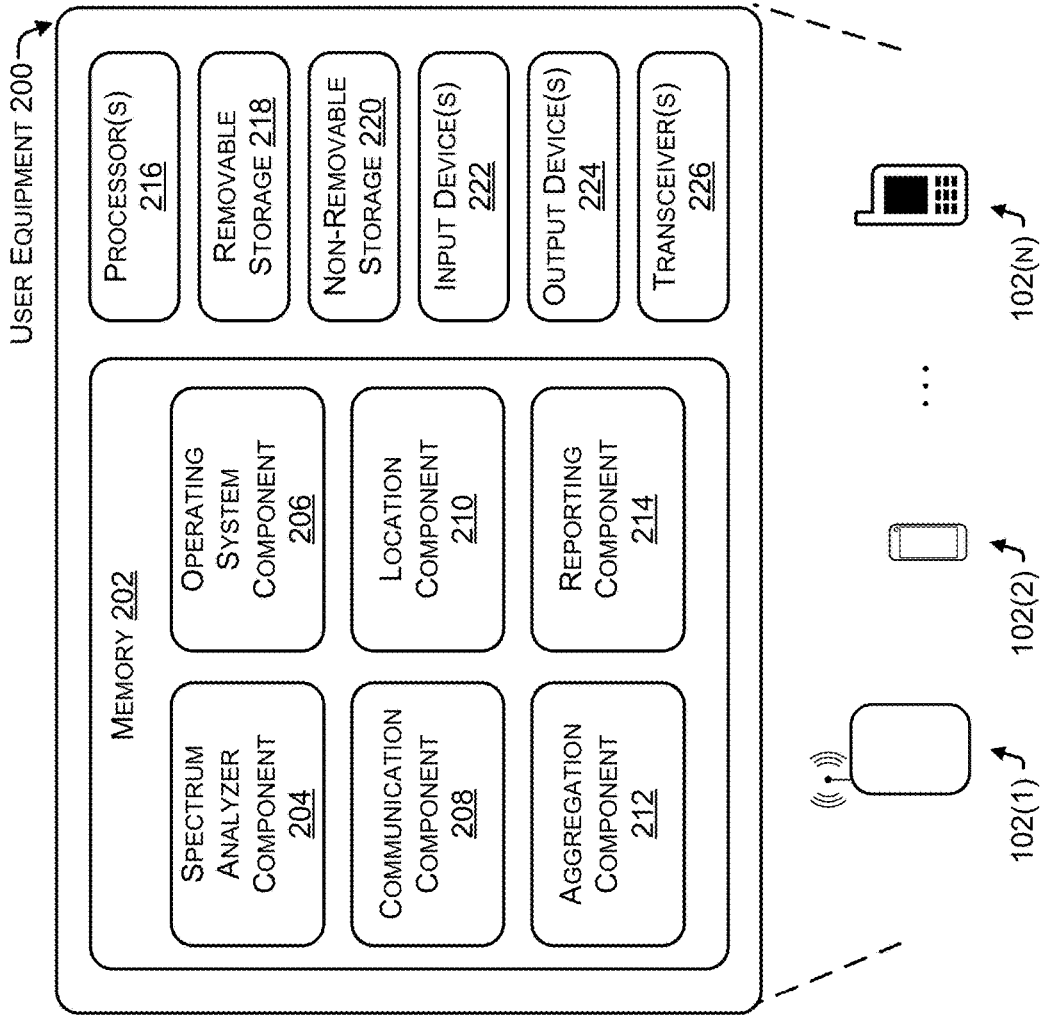 USER EQUIPMENT 200
MEMORY 202
SPECTRUM
ANALYZER
COMPONENT
204
OPERATING
SYSTEM
COMPONENT
206
COMMUNICATION
COMPONENT
208
LOCATION
COMPONENT
210
AGGREGATION
COMPONENT
212
REPORTING
COMPONENT
214
PROCESSOR(S)
216
REMOVABLE
STORAGE 218
NON-REMOVABLE
STORAGE 220
INPUT DEVICE(S)
222
OUTPUT DEVICE(S)
224
TRANSCEIVER(S)
226
102(1)
102(2)
...
102(N)